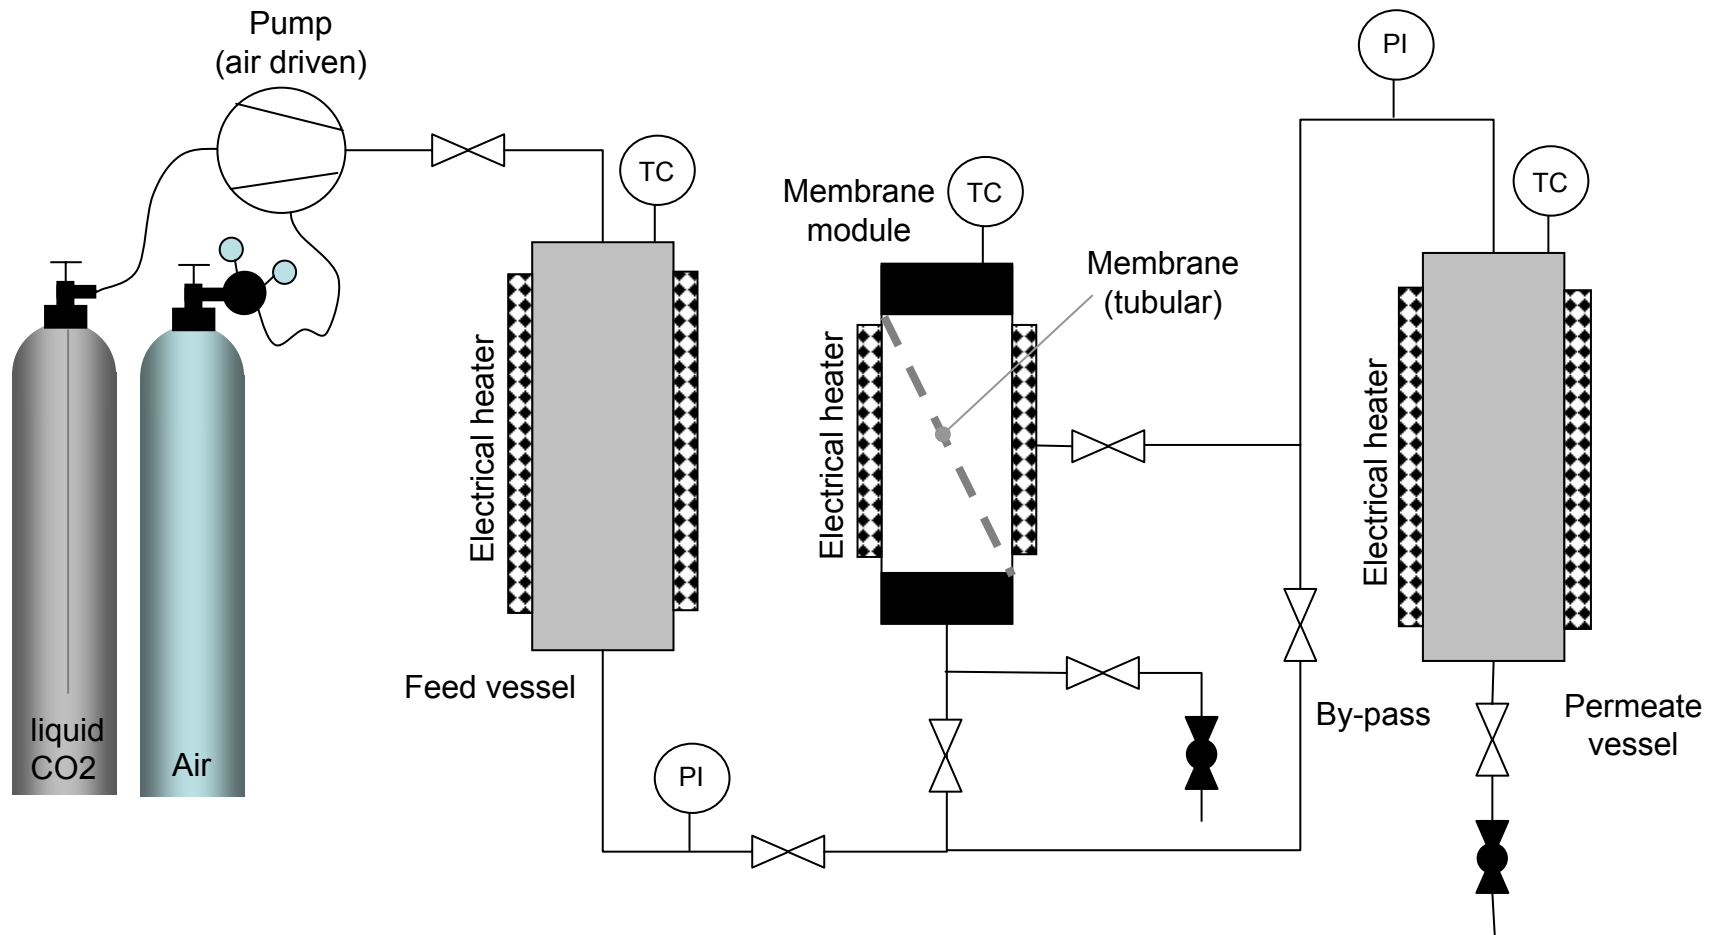 Pump
(air driven)
PI
TC
TC
TC
Membrane
module
Membrane
(tubular)
Electrical heater
Electrical heater
Electrical heater
Feed vessel
By-pass
Permeate
vessel
liquid
CO2
Air
PI